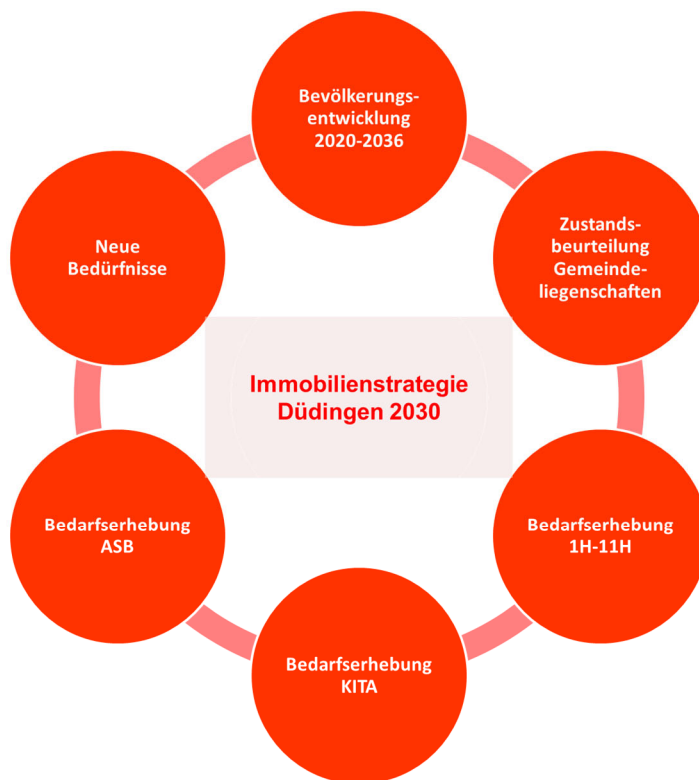 Bevölkerungs-
entwicklung
2020-2036
Zustands-
beurteilung
Gemeinde-
liegenschaften
Bedarfserhebung
1H-11H
Bedarfserhebung
KITA
Bedarfserhebung
ASB
Neue
Bedürfnisse
Immobilienstrategie
Düdingen 2030